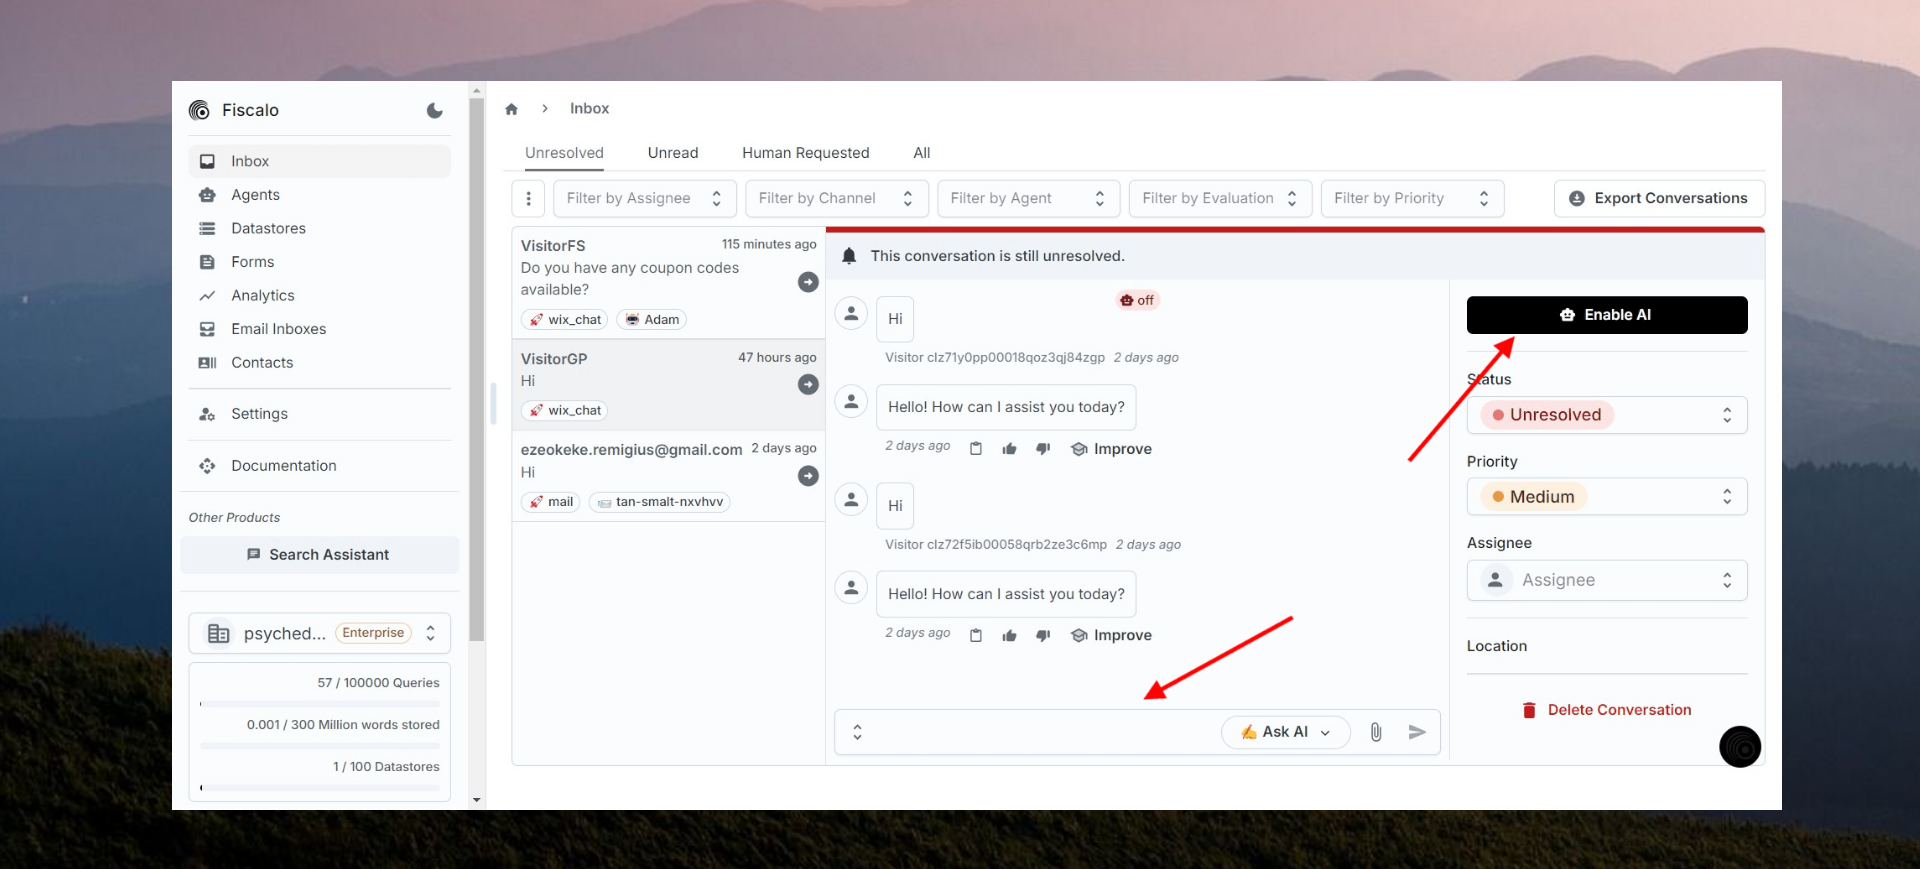 Fiscalo
Inbox
Agents
Datastores
Forms
Analytics
Email Inboxes
Contacts
Settings
Documentation
Other Products
Search Assistant
psyched... Enterprise
57 / 100000 Queries
0.001 / 300 Million words stored
1 / 100 Datastores
Inbox
Unresolved Unread Human Requested All
Filter by Assignee Filter by Channel Filter by Agent Filter by Evaluation Filter by Priority Export Conversations
VisitorFS 115 minutes ago
Do you have any coupon codes
available?
wix_chat Adam
VisitorGP 47 hours ago
Hi
wix_chat
ezeokeke.remigius@gmail.com 2 days ago
Hi
mail tan-smalt-nxvhvv
This conversation is still unresolved.
off
Hi
Visitor clz71y0pp00018qoz3qj84zgp 2 days ago
Hello! How can I assist you today?
2 days ago Improve
Hi
Visitor clz72f5ib00058qrb2ze3c6mp 2 days ago
Hello! How can I assist you today?
2 days ago Improve
Ask AI
Enable AI
Status
Unresolved
Priority
Medium
Assignee
Assignee
Location
Delete Conversation